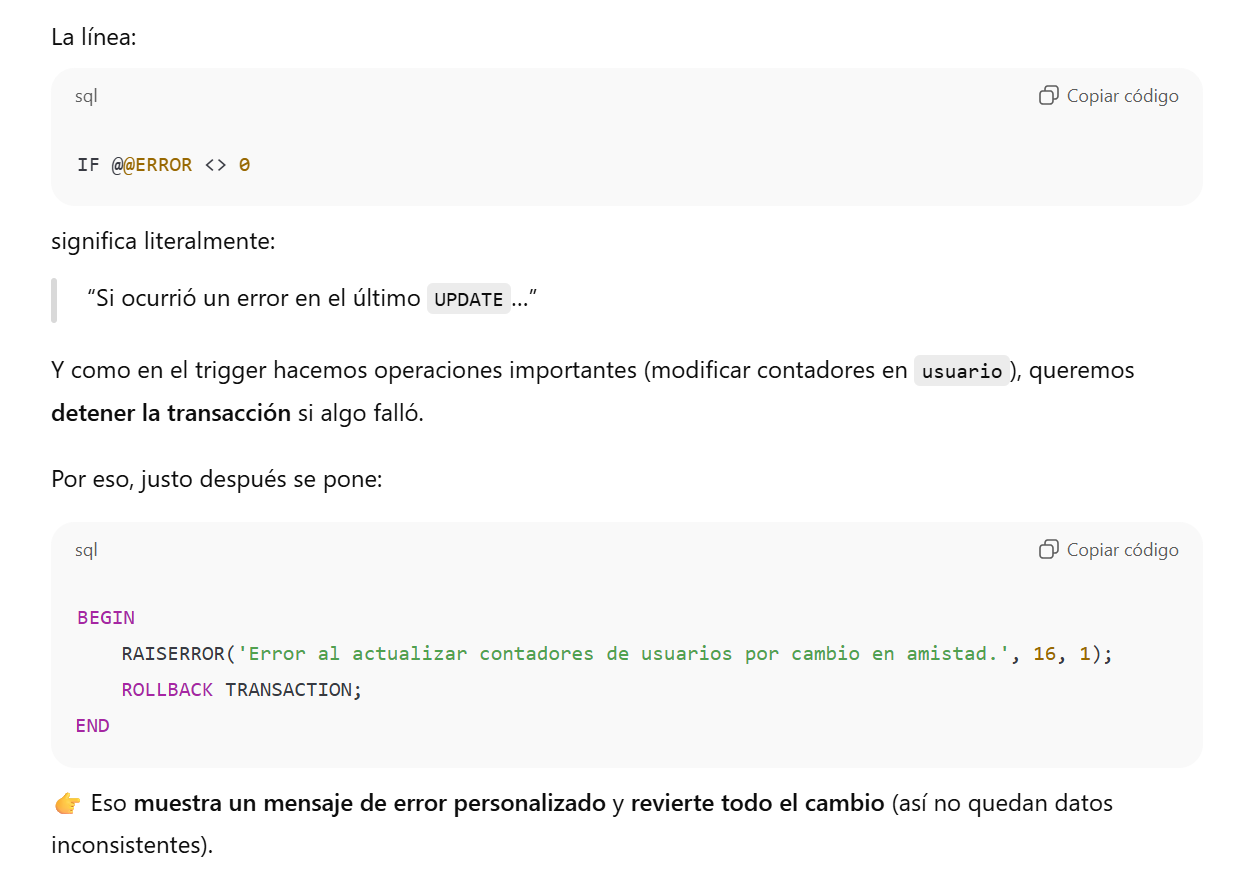 La línea:
sql
Copiar código
IF @@ERROR <> 0
significa literalmente:
“Si ocurrió un error en el último UPDATE…”
Y como en el trigger hacemos operaciones importantes (modificar contadores en usuario), queremos
detener la transacción si algo falló.
Por eso, justo después se pone:
sql
Copiar código
BEGIN
    RAISERROR('Error al actualizar contadores de usuarios por cambio en amistad.', 16, 1);
    ROLLBACK TRANSACTION;
END
👉 Eso muestra un mensaje de error personalizado y revierte todo el cambio (así no quedan datos
inconsistentes).